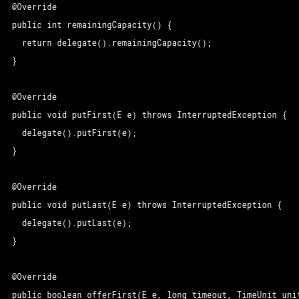 @Override
public int remainingCapacity() {
return delegate().remainingCapacity();
}
@Override
public void putFirst(E e) throws InterruptedException {
delegate().putFirst(e);
}
@Override
public void putLast(E e) throws InterruptedException {
delegate().putLast(e);
}
@Override
public boolean offerFirst(E e, long timeout, TimeUnit unit